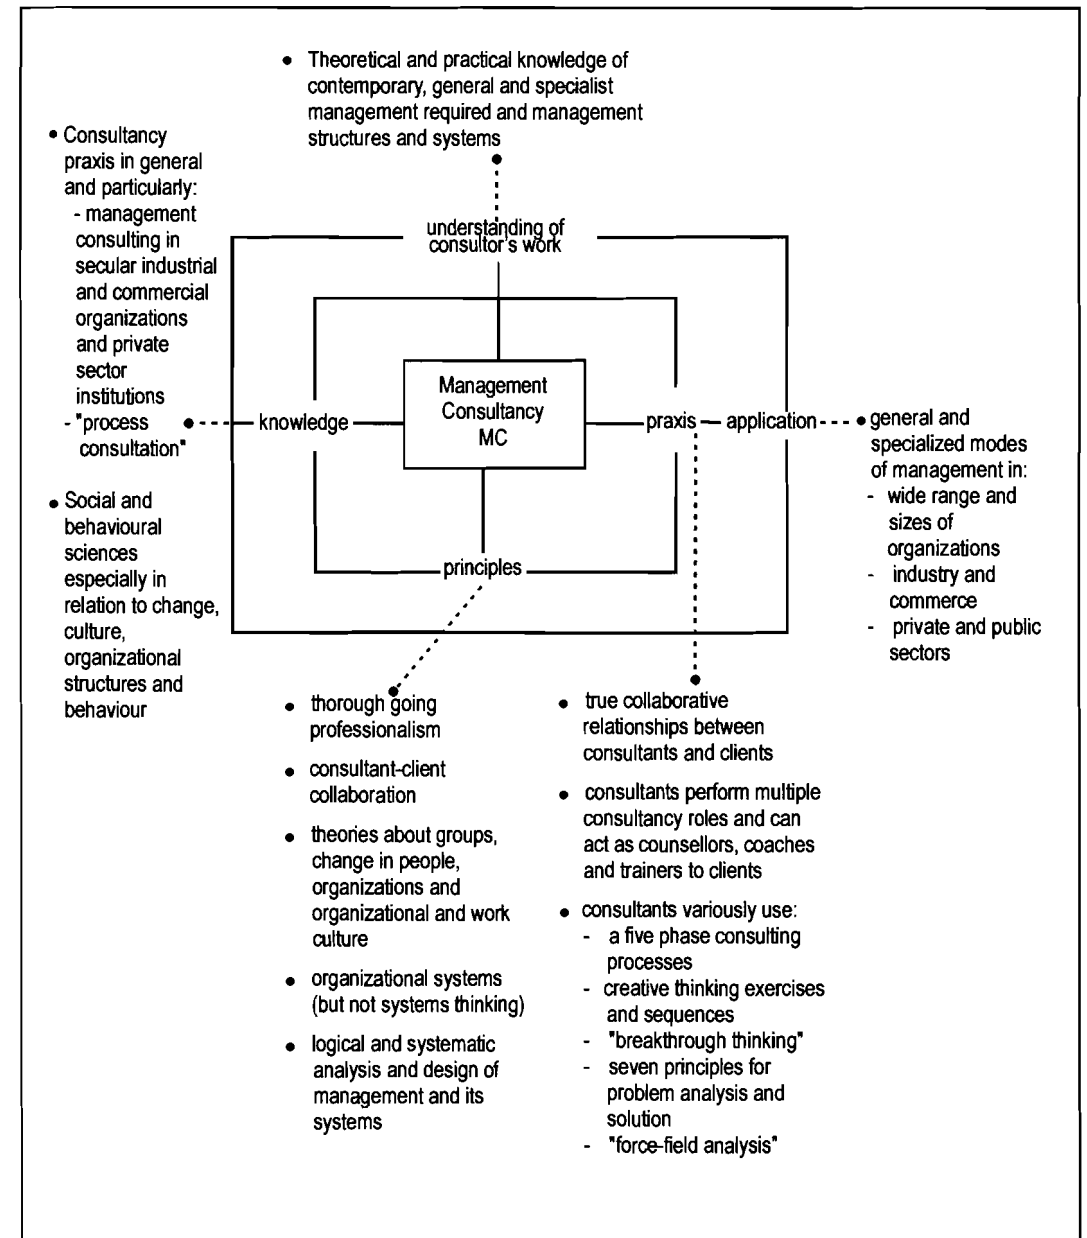 • Theoretical and practical knowledge of
contemporary, general and specialist
management required and management
structures and systems
• Consultancy
praxis in general
and particularly:
- management
consulting in
secular industrial
and commercial
organizations
and private
sector
institutions
- "process
consultation"
• Social and
behavioural
sciences
especially in
relation to change,
culture,
organizational
structures and
behaviour
understanding of
consultor's work
Management
Consultancy
MC
knowledge
praxis
application
principles
general and
specialized modes
of management in:
- wide range and
sizes of
organizations
- industry and
commerce
- private and public
sectors
• thorough going
professionalism
• consultant-client
collaboration
• theories about groups,
change in people,
organizations and
organizational and work
culture
• organizational systems
(but not systems thinking)
• logical and systematic
analysis and design of
management and its
systems
• true collaborative
relationships between
consultants and clients
• consultants perform multiple
consultancy roles and can
act as counsellors, coaches
and trainers to clients
• consultants variously use:
- a five phase consulting
processes
- creative thinking exercises
and sequences
- "breakthrough thinking"
- seven principles for
problem analysis and
solution
- "force-field analysis"